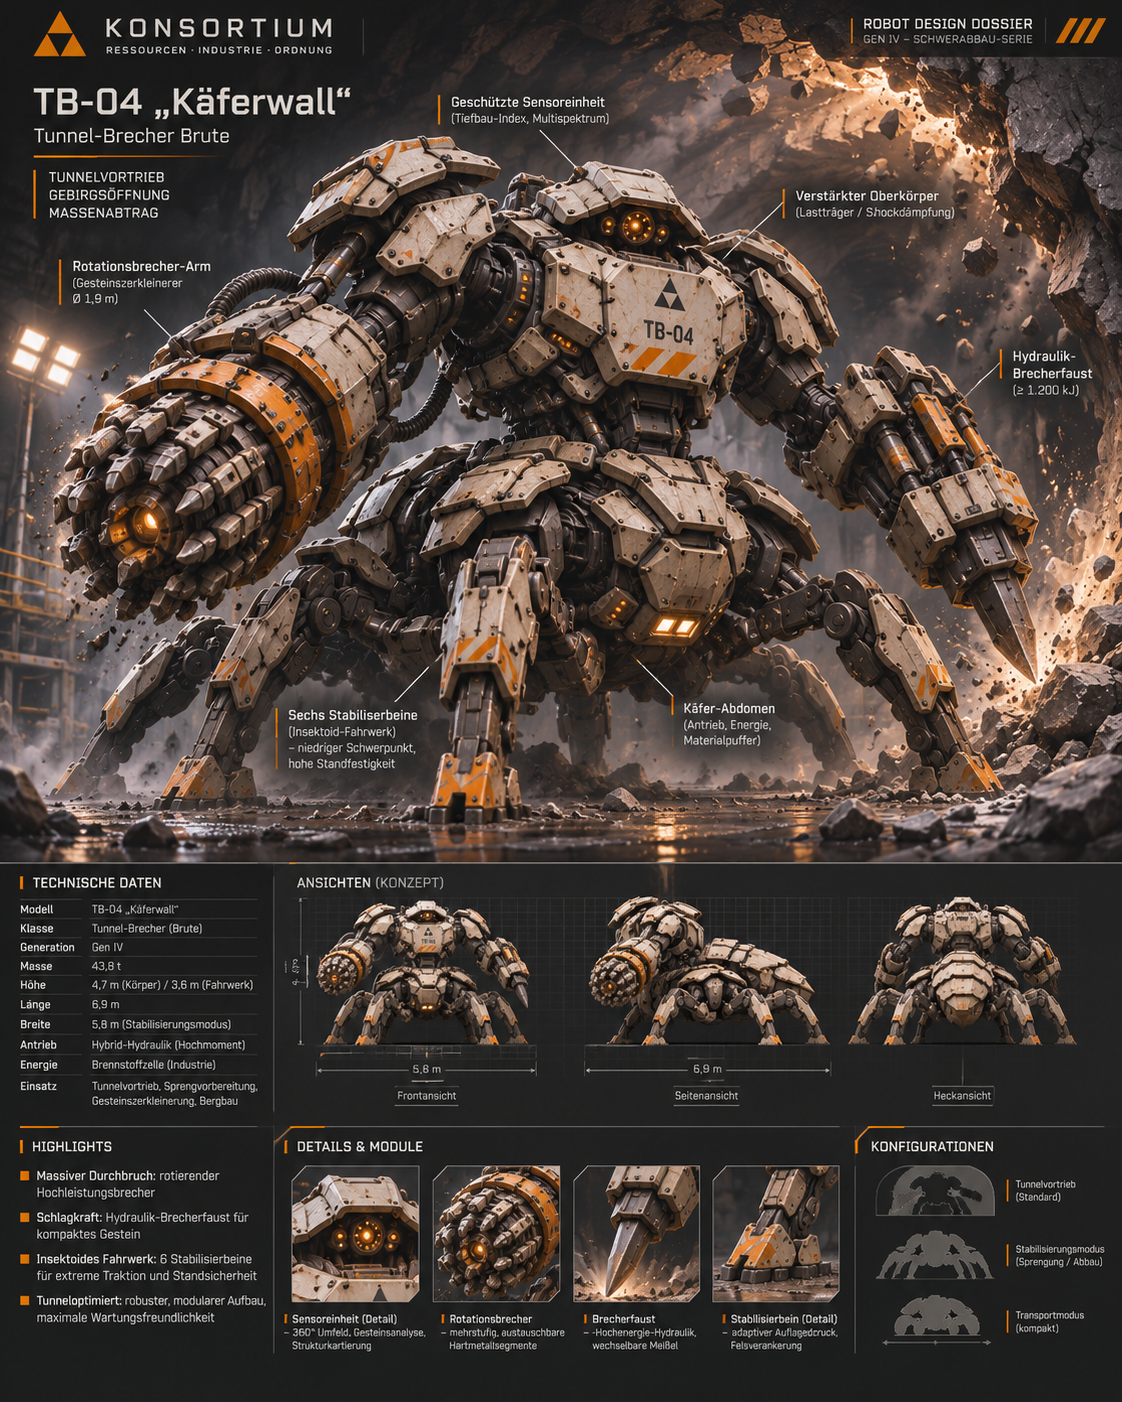 KONSORTIUM
RESSOURCEN · INDUSTRIE · ORDNUNG
ROBOT DESIGN DOSSIER
GEN IV – SCHWERABBAU-SERIE
TB-04 „Käferwall“
Tunnel-Brecher Brute
TUNNELVORTRIEB
GEBIRGSÖFFNUNG
MASSENABTRAG
Geschützte Sensoreinheit
(Tiefbau-Index, Multispektrum)
Verstärkter Oberkörper
(Lastträger / Shockdämpfung)
Rotationsbrecher-Arm
(Gesteinszerkleinerer
Ø 1,9 m)
TB-04
Hydraulik-
Brecherfaust
(≥ 1.200 kJ)
Sechs Stabiliserbeine
(Insektoid-Fahrwerk)
– niedriger Schwerpunkt,
hohe Standfestigkeit
Käfer-Abdomen
(Antrieb, Energie,
Materialpuffer)
TECHNISCHE DATEN
Modell TB-04 „Käferwall“
Klasse Tunnel-Brecher (Brute)
Generation Gen IV
Masse 43,8 t
Höhe 4,7 m (Körper) / 3,6 m (Fahrwerk)
Länge 6,9 m
Breite 5,8 m (Stabilisierungsmodus)
Antrieb Hybrid-Hydraulik (Hochmoment)
Energie Brennstoffzelle (Industrie)
Einsatz Tunnelvortrieb, Sprengvorbereitung,
Gesteinszerkleinerung, Bergbau
ANSICHTEN (KONZEPT)
TB-04
5,8 m
Frontansicht
6,9 m
Seitenansicht
Heckansicht
HIGHLIGHTS
Massiver Durchbruch: rotierender
Hochleistungsbrecher
Schlagkraft: Hydraulik-Brecherfaust für
kompaktes Gestein
Insektoides Fahrwerk: 6 Stabilisierbeine
für extreme Traktion und Standsicherheit
Tunneloptimiert: robuster, modularer Aufbau,
maximale Wartungsfreundlichkeit
DETAILS & MODULE
Sensoreinheit (Detail)
– 360° Umfeld, Gesteinsanalyse,
Strukturkartierung
Rotationsbrecher
– mehrstufig, austauschbare
Hartmetallsegmente
Brecherfaust
– -Hochenergie-Hydraulik,
wechselbare Meißel
Stabllisierbein (Detail)
– adaptiver Auflagedruck,
Felsverankerung
KONFIGURATIONEN
Tunnelvortrieb
(Standard)
Stabilisierungsmodus
(Sprengung / Abbau)
Transportmodus
(kompakt)